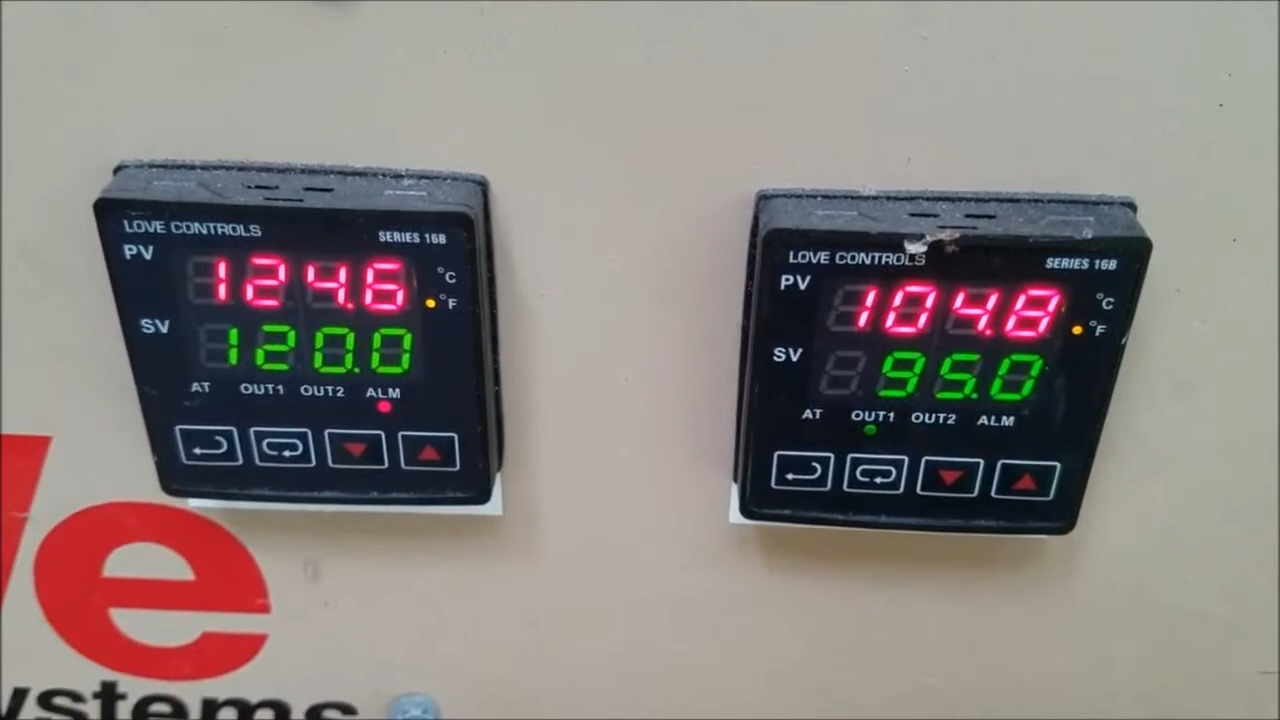 LOVE CONTROLS
SERIES 16B
PV
124.6
°C
°F
SV
120.0
AT OUT1 OUT2 ALM
LOVE CONTROLS
SERIES 16B
PV
104.8
°C
°F
SV
95.0
AT OUT1 OUT2 ALM
e
ystems